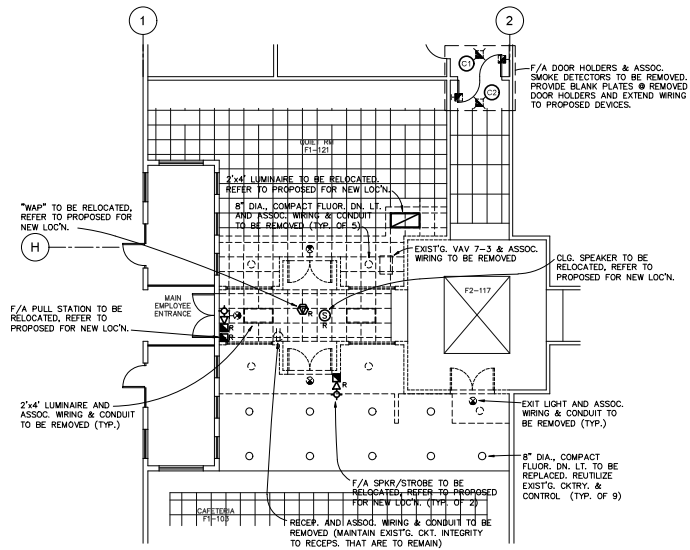 1
2
C1
C2
F/A DOOR HOLDERS & ASSOC.
SMOKE DETECTORS TO BE REMOVED.
PROVIDE BLANK PLATES @ REMOVED
DOOR HOLDERS AND EXTEND WIRING
TO PROPOSED DEVICES.
QUIET RM
F1-121
2'x4' LUMINAIRE TO BE RELOCATED.
REFER TO PROPOSED FOR NEW LOC'N.
"WAP" TO BE RELOCATED,
REFER TO PROPOSED FOR
NEW LOC'N.
8" DIA., COMPACT FLUOR. DN. LT.
AND ASSOC. WIRING & CONDUIT
TO BE REMOVED (TYP. OF 5)
H
EXIST'G. VAV 7-3 & ASSOC.
WIRING TO BE REMOVED
CLG. SPEAKER TO BE
RELOCATED, REFER TO
PROPOSED FOR NEW LOC'N.
F2-117
MAIN
EMPLOYEE
ENTRANCE
F/A PULL STATION TO BE
RELOCATED, REFER TO
PROPOSED FOR NEW LOC'N.
R
S
R
R
R
R
2'x4' LUMINAIRE AND
ASSOC. WIRING & CONDUIT
TO BE REMOVED (TYP.)
EXIT LIGHT AND ASSOC.
WIRING & CONDUIT TO
BE REMOVED (TYP.)
8" DIA., COMPACT
FLUOR. DN. LT. TO BE
REPLACED. REUTILIZE
EXIST'G. CKTRY. &
CONTROL (TYP. OF 9)
F/A SPKR/STROBE TO BE
RELOCATED, REFER TO PROPOSED
FOR NEW LOC'N. (TYP. OF 2)
CAFETERIA
F1-103
RECEP. AND ASSOC. WIRING & CONDUIT TO BE
REMOVED (MAINTAIN EXIST'G. CKT. INTEGRITY
TO RECEPS. THAT ARE TO REMAIN)